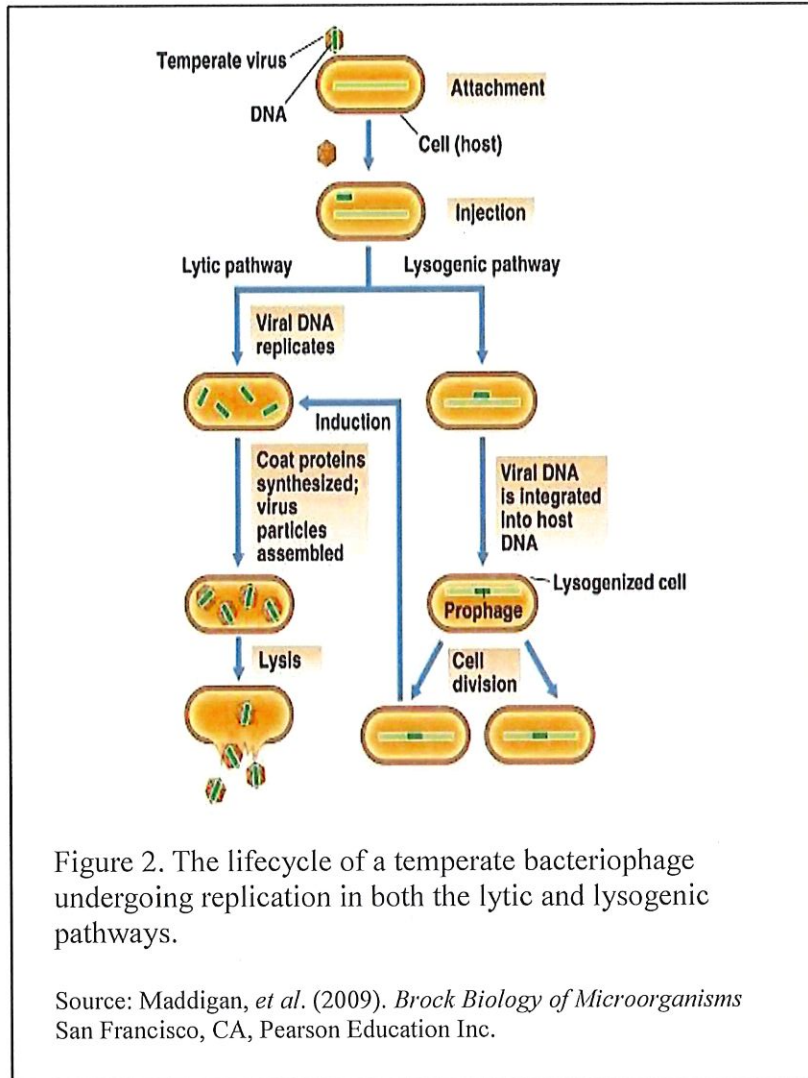 Temperate virus
DNA
Attachment
Cell (host)
Injection
Lytic pathway
Lysogenic pathway
Viral DNA
replicates
Induction
Coat proteins
synthesized;
virus
particles
assembled
Viral DNA
is integrated
into host
DNA
Lysogenized cell
Prophage
Lysis
Cell
division
Figure 2. The lifecycle of a temperate bacteriophage
undergoing replication in both the lytic and lysogenic
pathways.
Source: Maddigan, et al. (2009). Brock Biology of Microorganisms
San Francisco, CA, Pearson Education Inc.